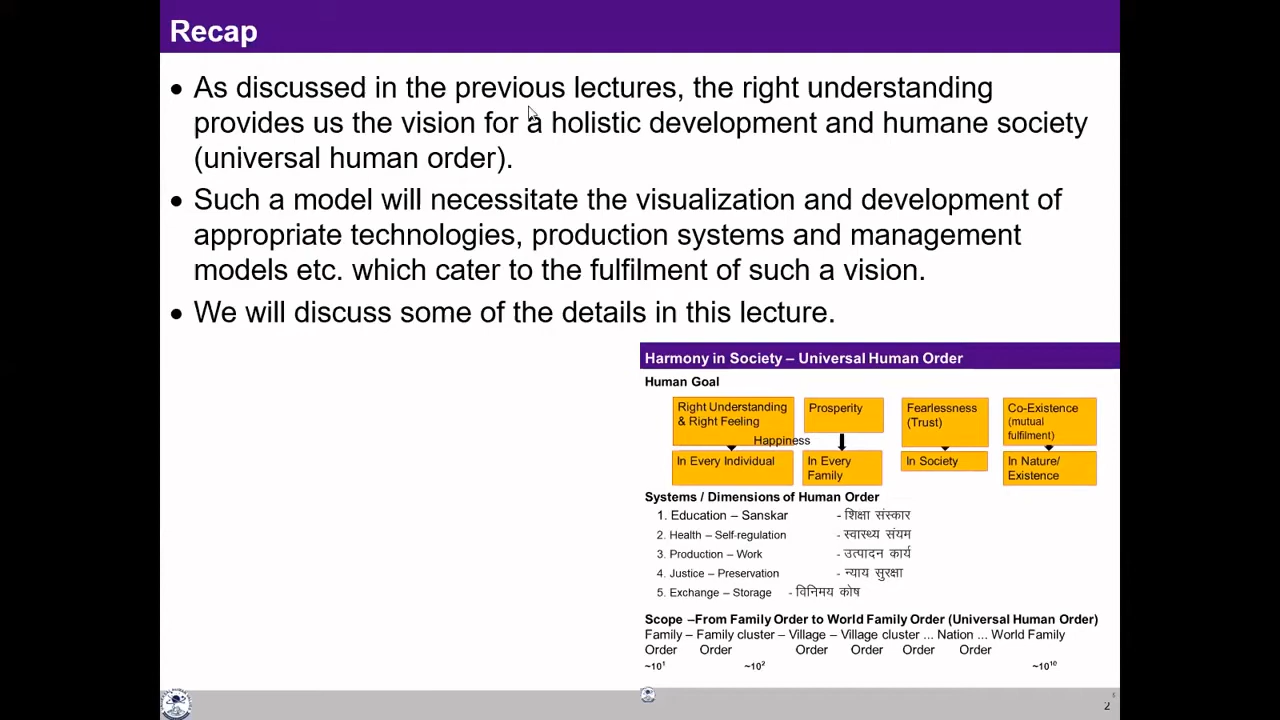 Recap
• As discussed in the previous lectures, the right understanding
provides us the vision for a holistic development and humane society
(universal human order).
• Such a model will necessitate the visualization and development of
appropriate technologies, production systems and management
models etc. which cater to the fulfilment of such a vision.
• We will discuss some of the details in this lecture.
Harmony in Society – Universal Human Order
Human Goal
Right Understanding
& Right Feeling
Prosperity
Fearlessness
(Trust)
Co-Existence
(mutual
fulfilment)
Happiness
In Every Individual
In Every
Family
In Society
In Nature/
Existence
Systems / Dimensions of Human Order
1. Education – Sanskar - शिक्षा संस्कार
2. Health – Self-regulation - स्वास्थ्य संयम
3. Production – Work - उत्पादन कार्य
4. Justice – Preservation - न्याय सुरक्षा
5. Exchange – Storage - विनिमय कोष
Scope –From Family Order to World Family Order (Universal Human Order)
Family – Family cluster – Village – Village cluster ... Nation ... World Family
Order Order Order Order Order Order
~10¹ ~10² ~10¹⁰
2